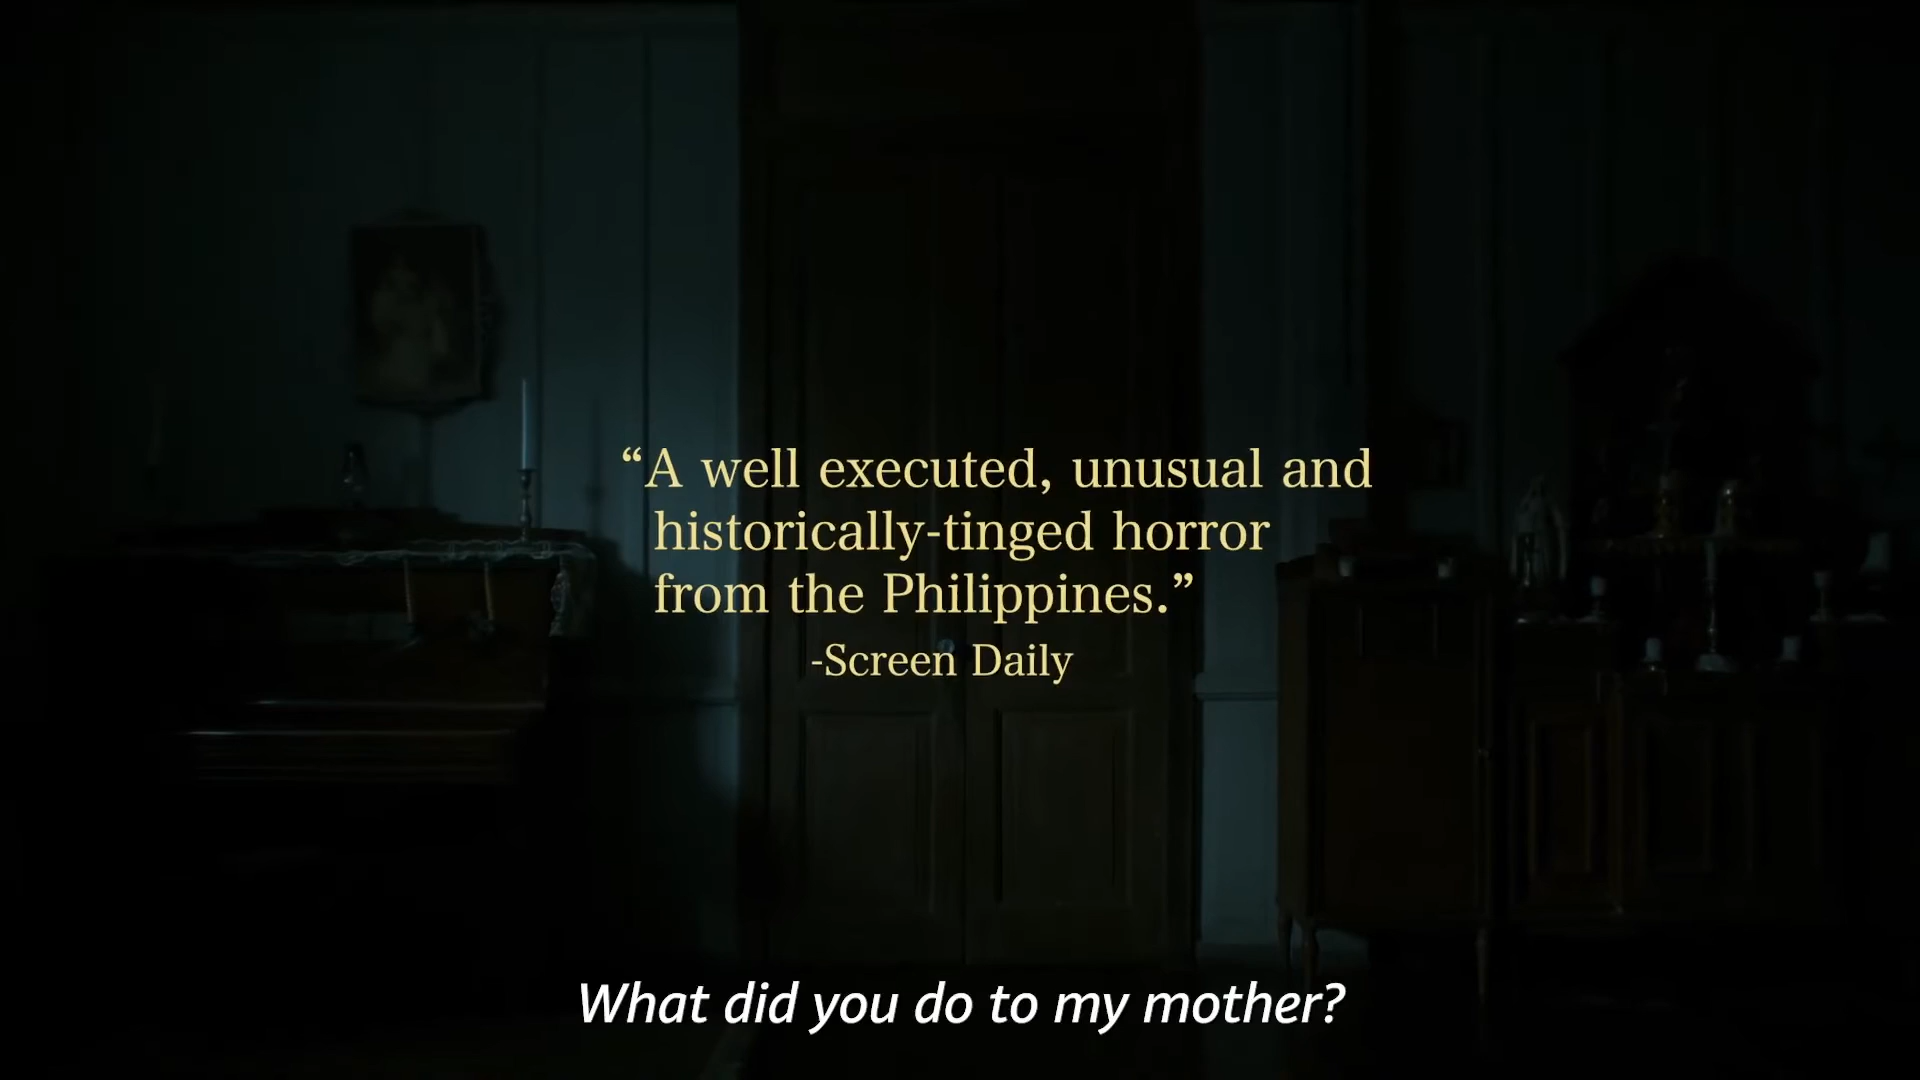 “A well executed, unusual and
historically-tinged horror
from the Philippines.”
-Screen Daily
What did you do to my mother?